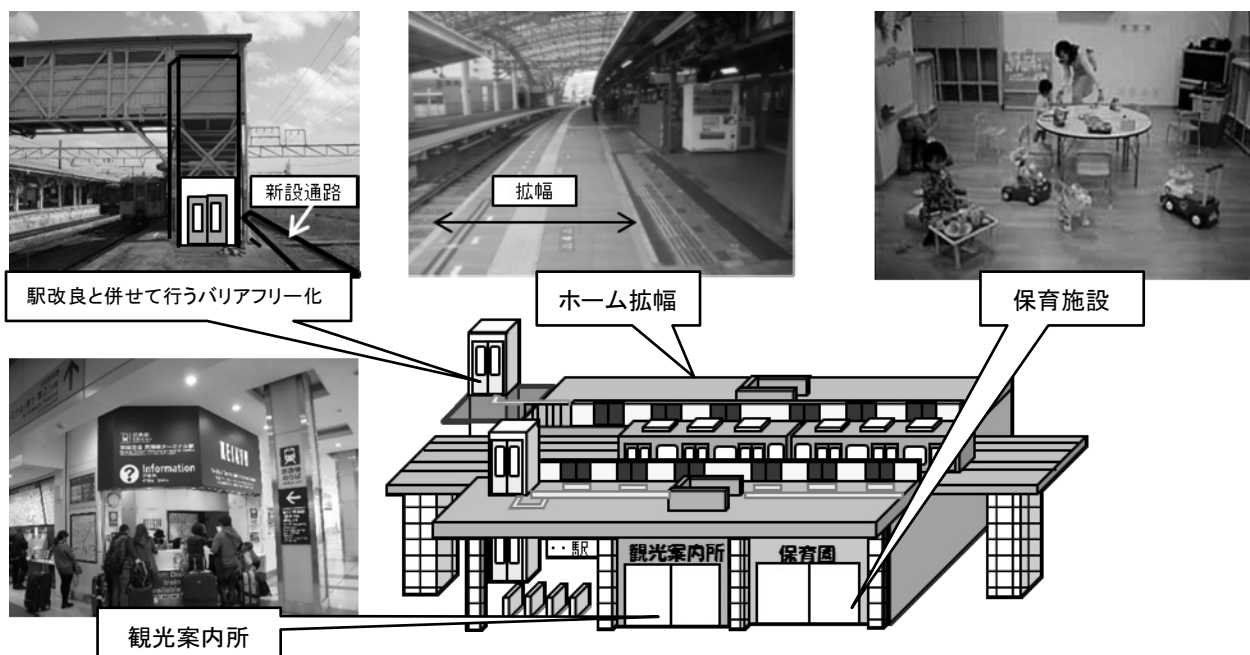 新設通路
拡幅
駅改良と併せて行うバリアフリー化
ホーム拡幅
保育施設
KEIKYU
?
Information
・・駅
観光案内所
保育園
観光案内所